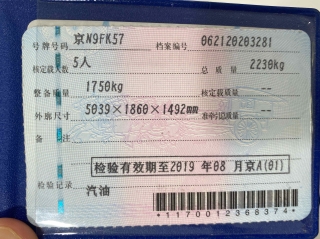 号牌号码 京N9FK57 档案编号 062120203281
核定载人数 5人 总质量 2230kg
整备质量 1750kg 核定载质量 --
外廓尺寸 5039×1860×1492mm 准牵引总质量 --
备注
检验有效期至2019年08月京A(01)
检验记录 汽油
*1170012368374*